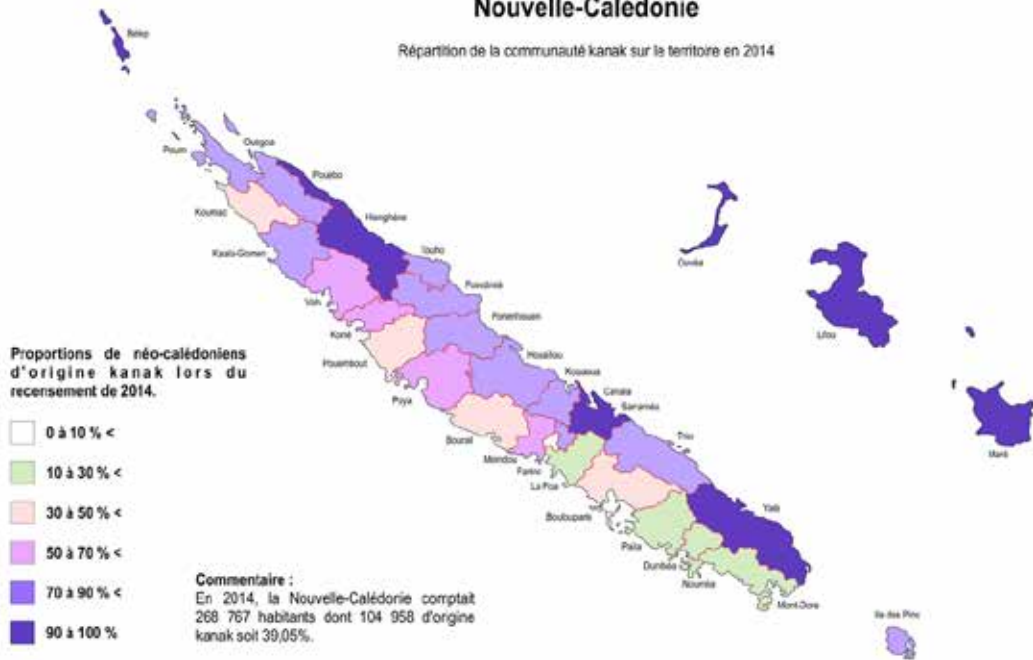 Nouvelle-Calédonie
Répartition de la communauté kanak sur le territoire en 2014
Bélep
Ouégoa
Poum
Pouébo
Koumac
Hienghène
Kaala-Gomen
Touho
Ouvéa
Poindimié
Voh
Ponérihouen
Lifou
Koné
Houaïlou
Pouembout
Kouaoua
Proportions de néo-calédoniens
d'origine kanak lors du
recensement de 2014.
Canala
Sarraméa
Poya
Thio
Bourail
Maré
Moindou
Farino
La Foa
Boulouparis
Yaté
Païta
Dumbéa
Nouméa
Mont-Dore
Ile des Pins
0 à 10 % <
10 à 30 % <
30 à 50 % <
50 à 70 % <
70 à 90 % <
90 à 100 %
Commentaire :
En 2014, la Nouvelle-Calédonie comptait
268 767 habitants dont 104 958 d'origine
kanak soit 39,05%.